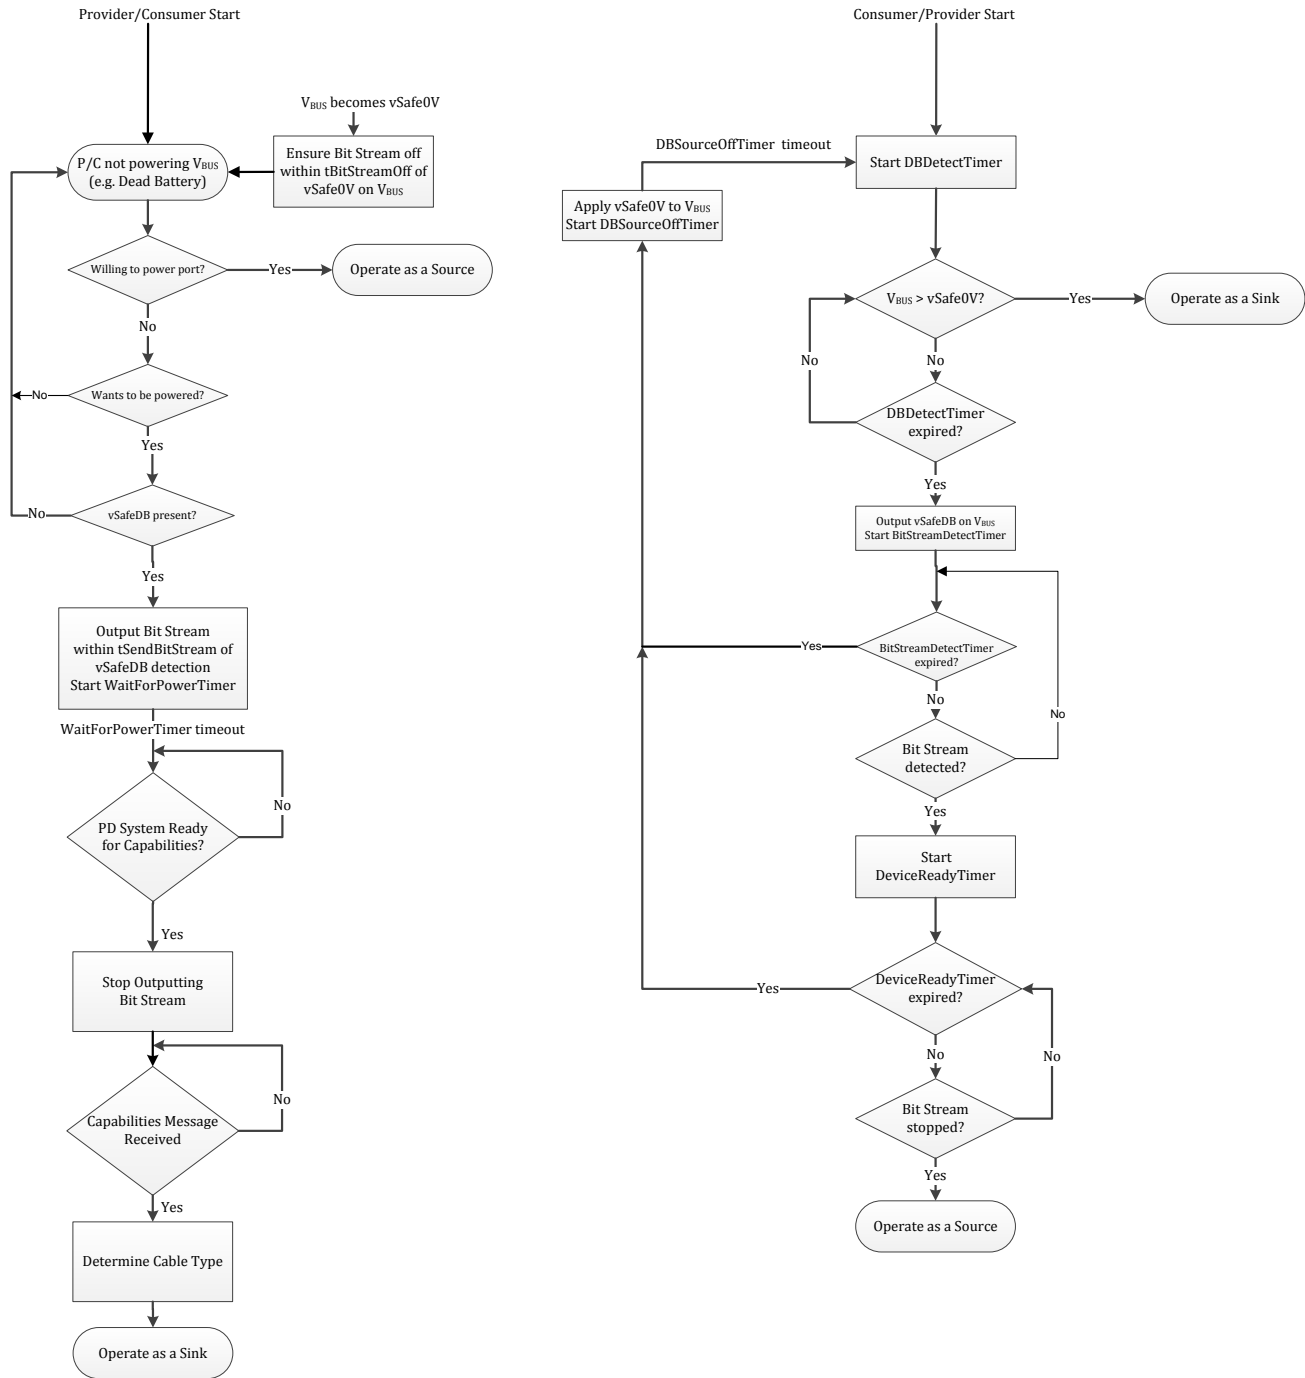 Provider/Consumer Start
VBUS becomes vSafe0V
P/C not powering VBUS
(e.g. Dead Battery)
Ensure Bit Stream off
within tBitStreamOff of
vSafe0V on VBUS
Willing to power port?
Yes
Operate as a Source
No
Wants to be powered?
No
Yes
vSafeDB present?
No
Yes
Output Bit Stream
within tSendBitStream of
vSafeDB detection
Start WaitForPowerTimer
WaitForPowerTimer timeout
No
PD System Ready
for Capabilities?
Yes
Stop Outputting
Bit Stream
No
Capabilities Message
Received
Yes
Determine Cable Type
Operate as a Sink
Consumer/Provider Start
DBSourceOffTimer timeout
Start DBDetectTimer
Apply vSafe0V to VBUS
Start DBSourceOffTimer
VBUS > vSafe0V?
Yes
Operate as a Sink
No
No
DBDetectTimer
expired?
Yes
Output vSafeDB on VBUS
Start BitStreamDetectTimer
Yes
BitStreamDetectTimer
expired?
No
No
Bit Stream
detected?
Yes
Start
DeviceReadyTimer
Yes
DeviceReadyTimer
expired?
No
No
Bit Stream
stopped?
Yes
Operate as a Source